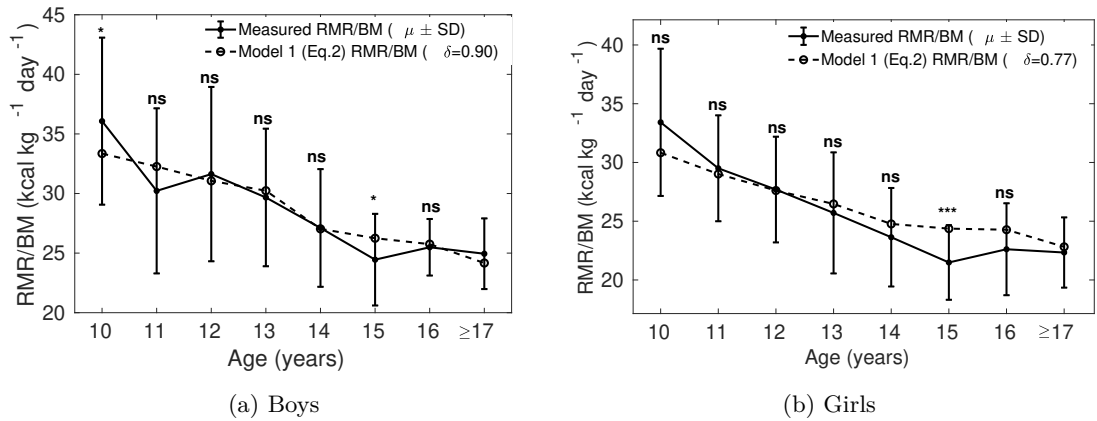 Measured RMR/BM ( μ ± SD)
Model 1 (Eq.2) RMR/BM ( δ=0.90)
RMR/BM (kcal kg -1 day -1 )
45
40
35
30
25
20
* ns ns ns ns * ns
10 11 12 13 14 15 16 ≥17
Age (years)
(a) Boys
Measured RMR/BM ( μ ± SD)
Model 1 (Eq.2) RMR/BM ( δ=0.77)
RMR/BM (kcal kg -1 day -1 )
40
35
30
25
20
ns ns ns ns ns *** ns
10 11 12 13 14 15 16 ≥17
Age (years)
(b) Girls